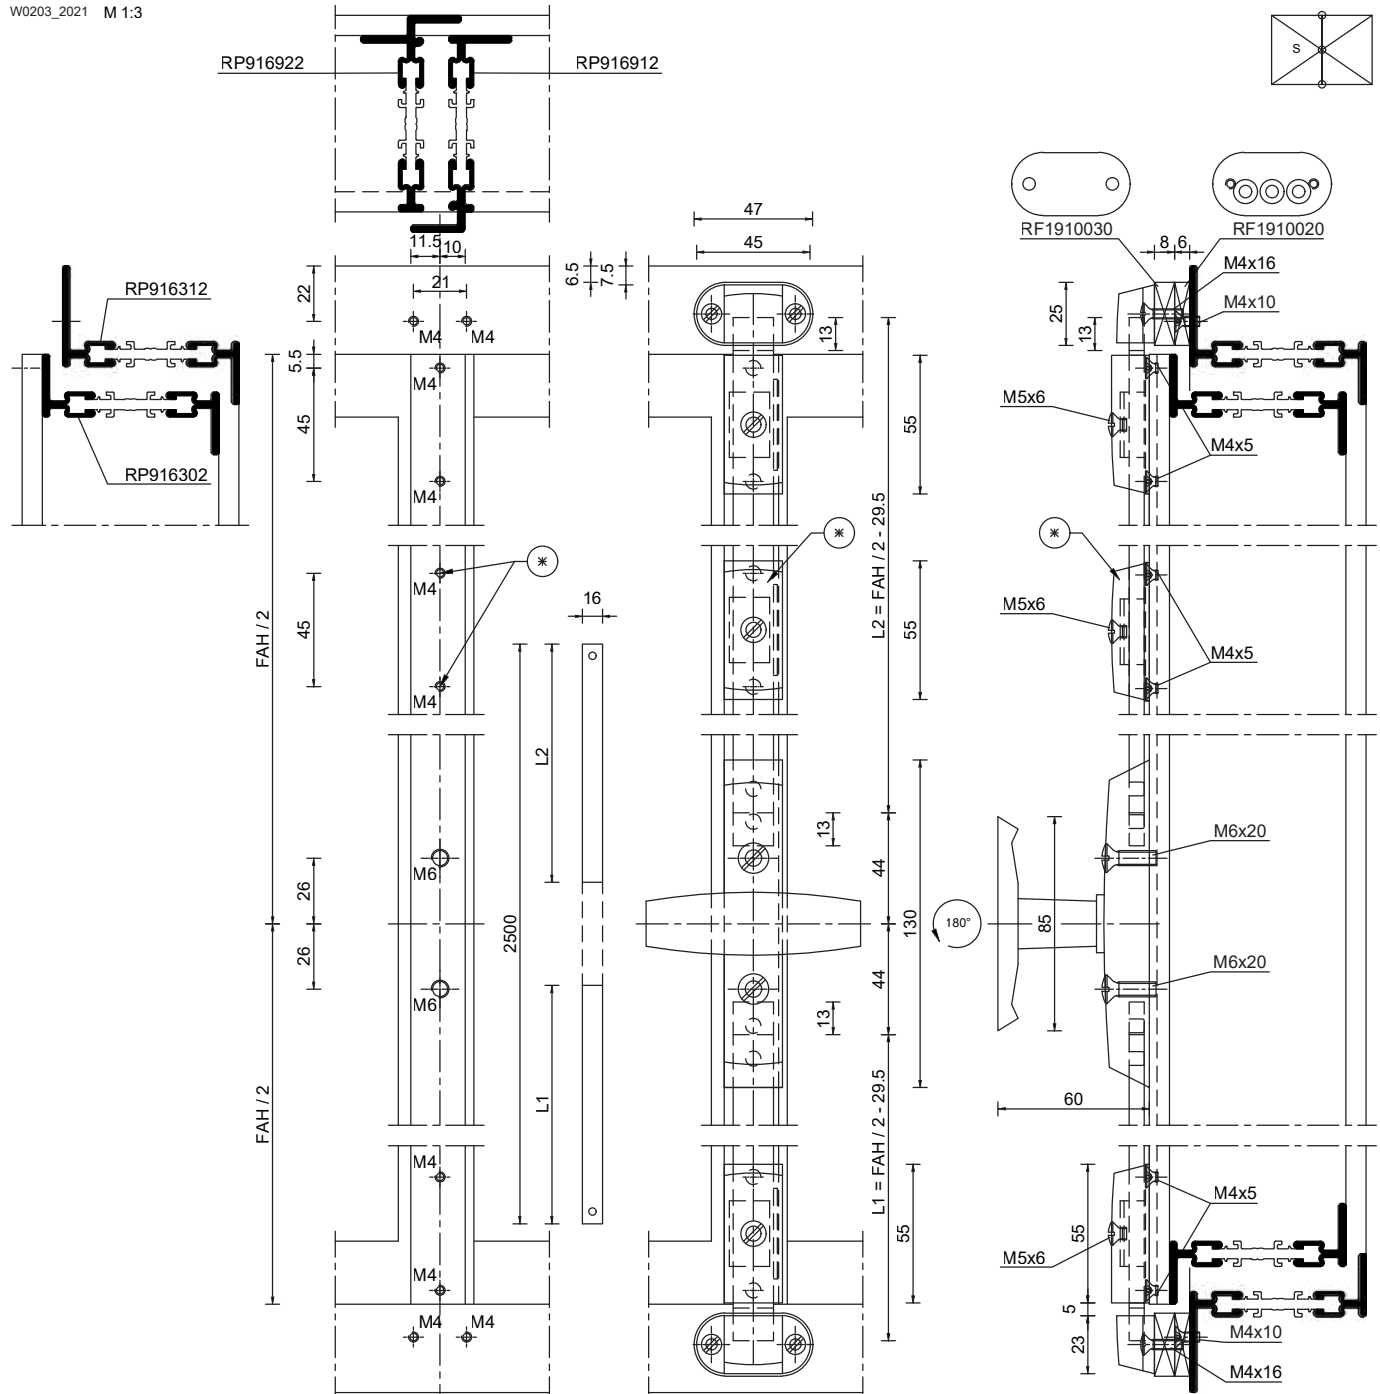 W0203_2021 M 1:3
S
RP916922
RP916912
47
45
11.5
10
21
22
M4
M4
6.5
7.5
RF1910030
RF1910020
8
6
M4x16
M4x10
25
13
13
RP916312
RP916302
5.5
M4
45
M4
55
55
M5x6
M4x5
FAH / 2
M4
45
M4
16
L2
L2 = FAH / 2 - 29.5
55
55
M5x6
M4x5
26
M6
26
M6
2500
13
44
130
44
13
180°
85
M6x20
M6x20
60
FAH / 2
L1
L1 = FAH / 2 - 29.5
M4
M4
M4
M4
55
55
M5x6
M4x5
5
23
M4x10
M4x16